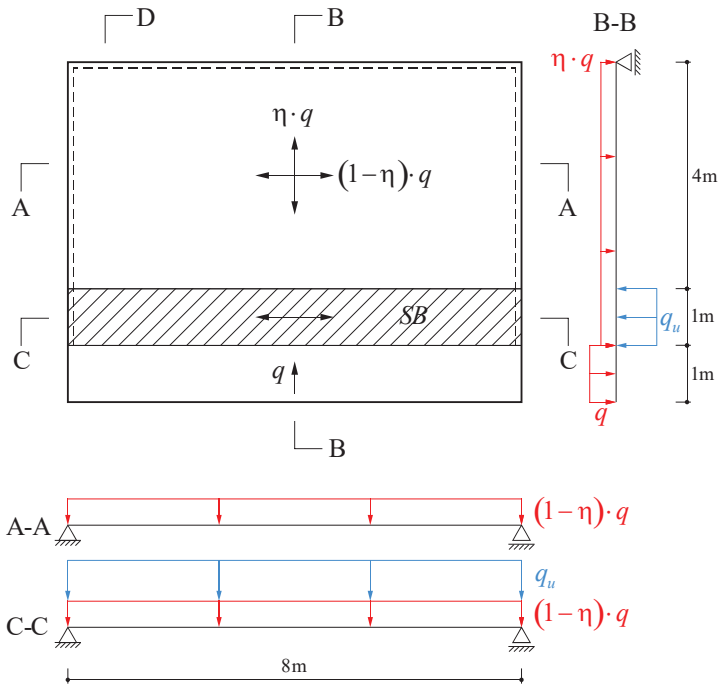 D
B
B-B
η · q
η · q
(1−η) · q
A
A
4m
SB
q_u
1m
C
C
q
1m
q
B
A-A
(1−η) · q
q_u
C-C
(1−η) · q
8m